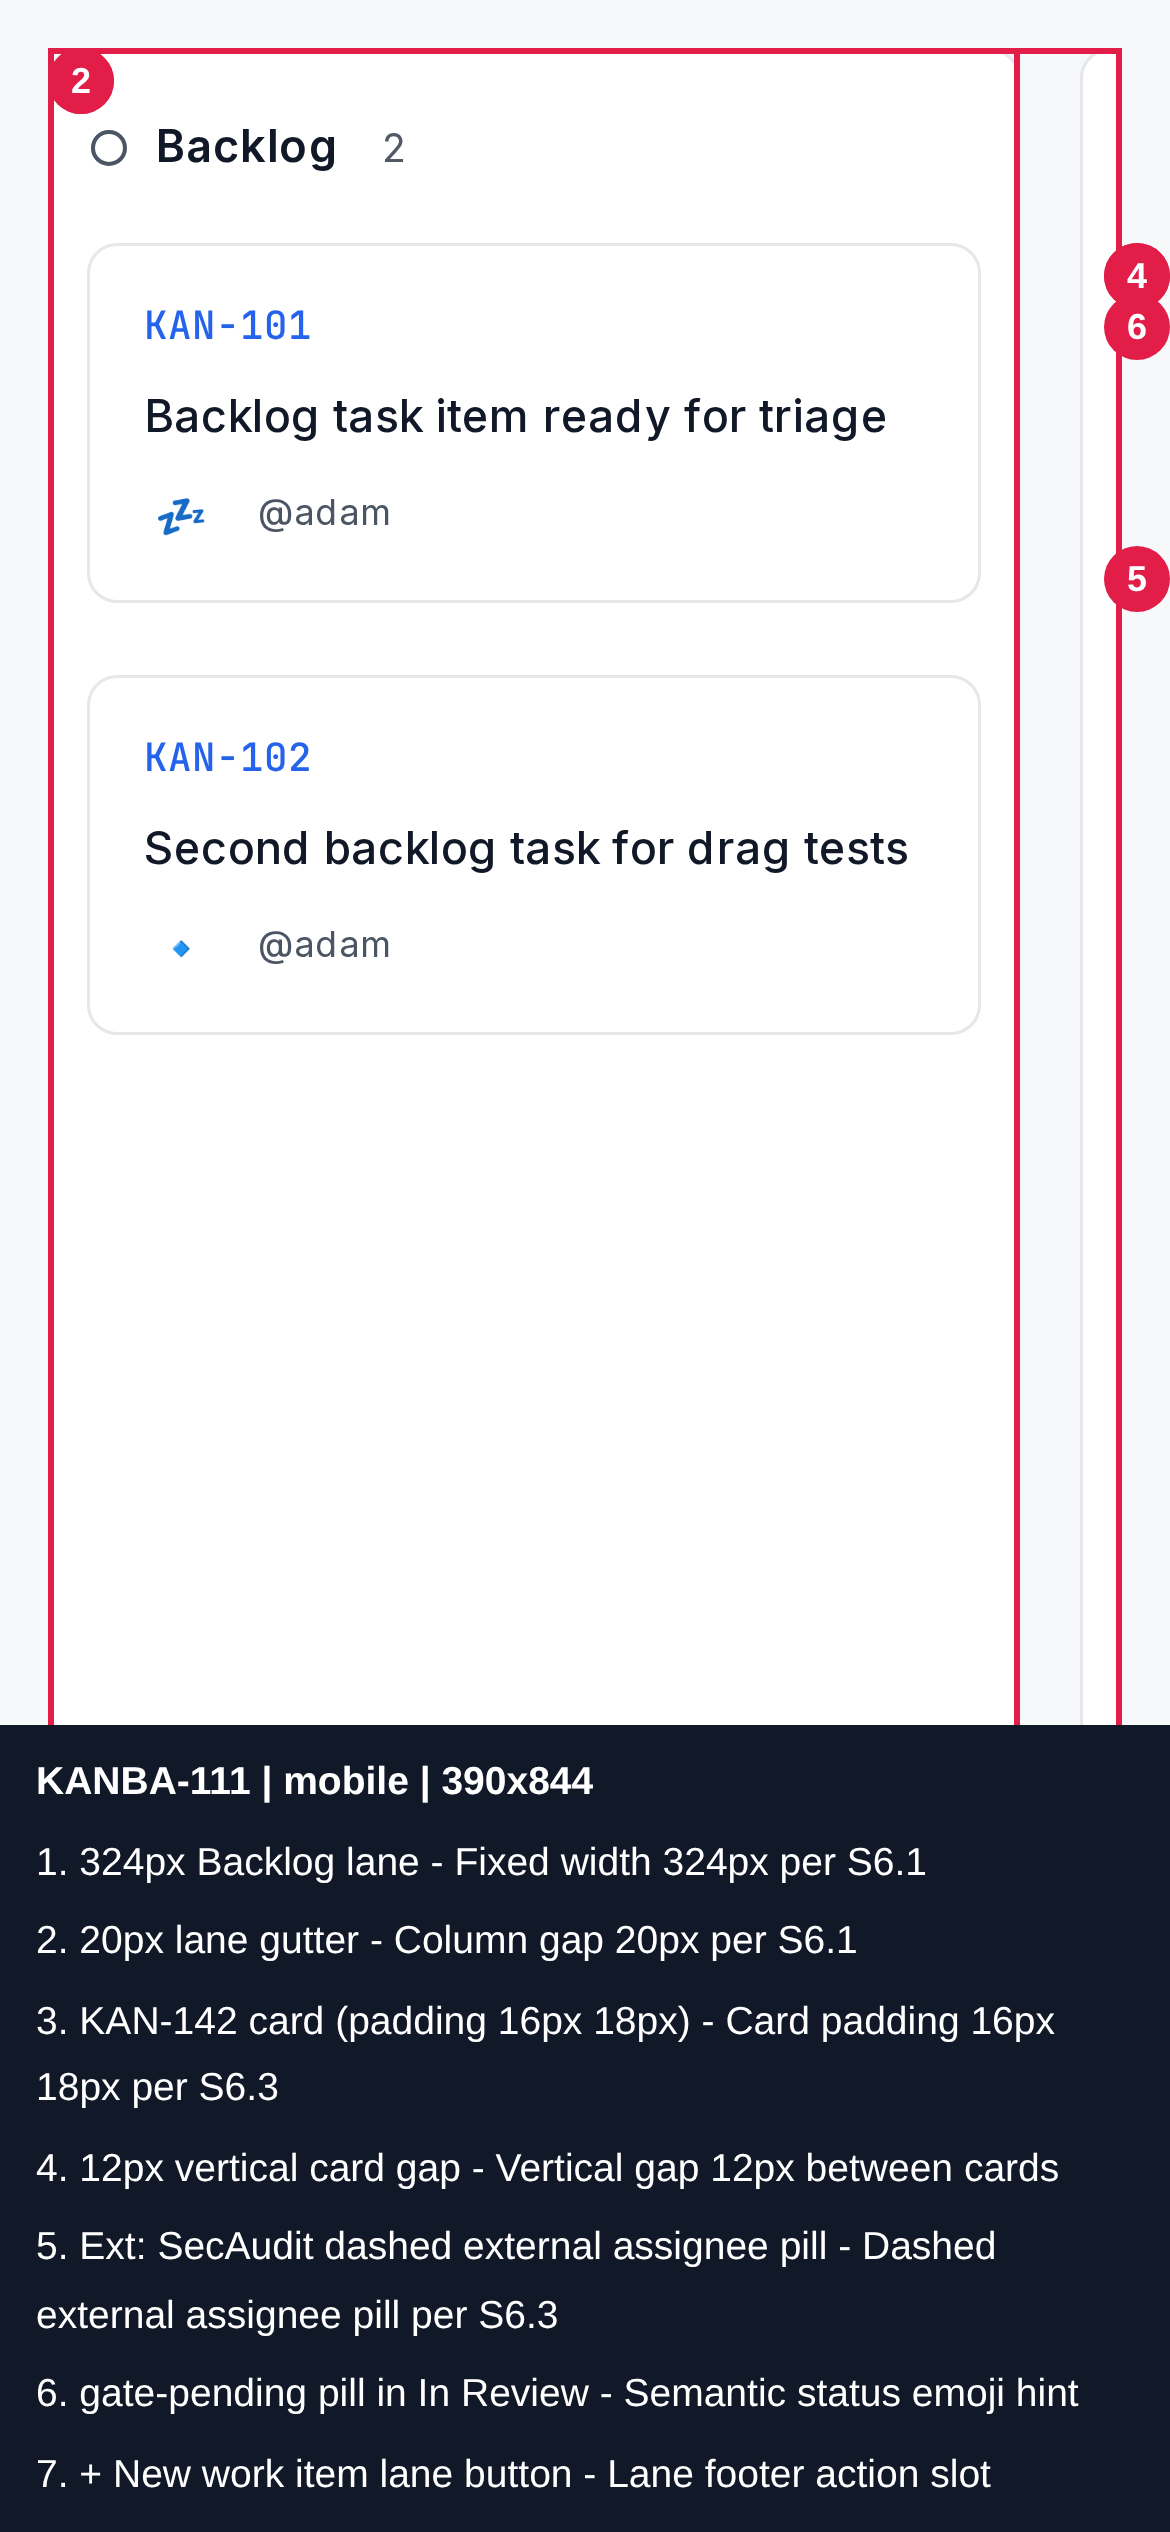 2
Backlog 2
4
KAN-101
6
Backlog task item ready for triage
💤 @adam
5
KAN-102
Second backlog task for drag tests
🔹 @adam
KANBA-111 | mobile | 390x844
1. 324px Backlog lane - Fixed width 324px per S6.1
2. 20px lane gutter - Column gap 20px per S6.1
3. KAN-142 card (padding 16px 18px) - Card padding 16px
18px per S6.3
4. 12px vertical card gap - Vertical gap 12px between cards
5. Ext: SecAudit dashed external assignee pill - Dashed
external assignee pill per S6.3
6. gate-pending pill in In Review - Semantic status emoji hint
7. + New work item lane button - Lane footer action slot